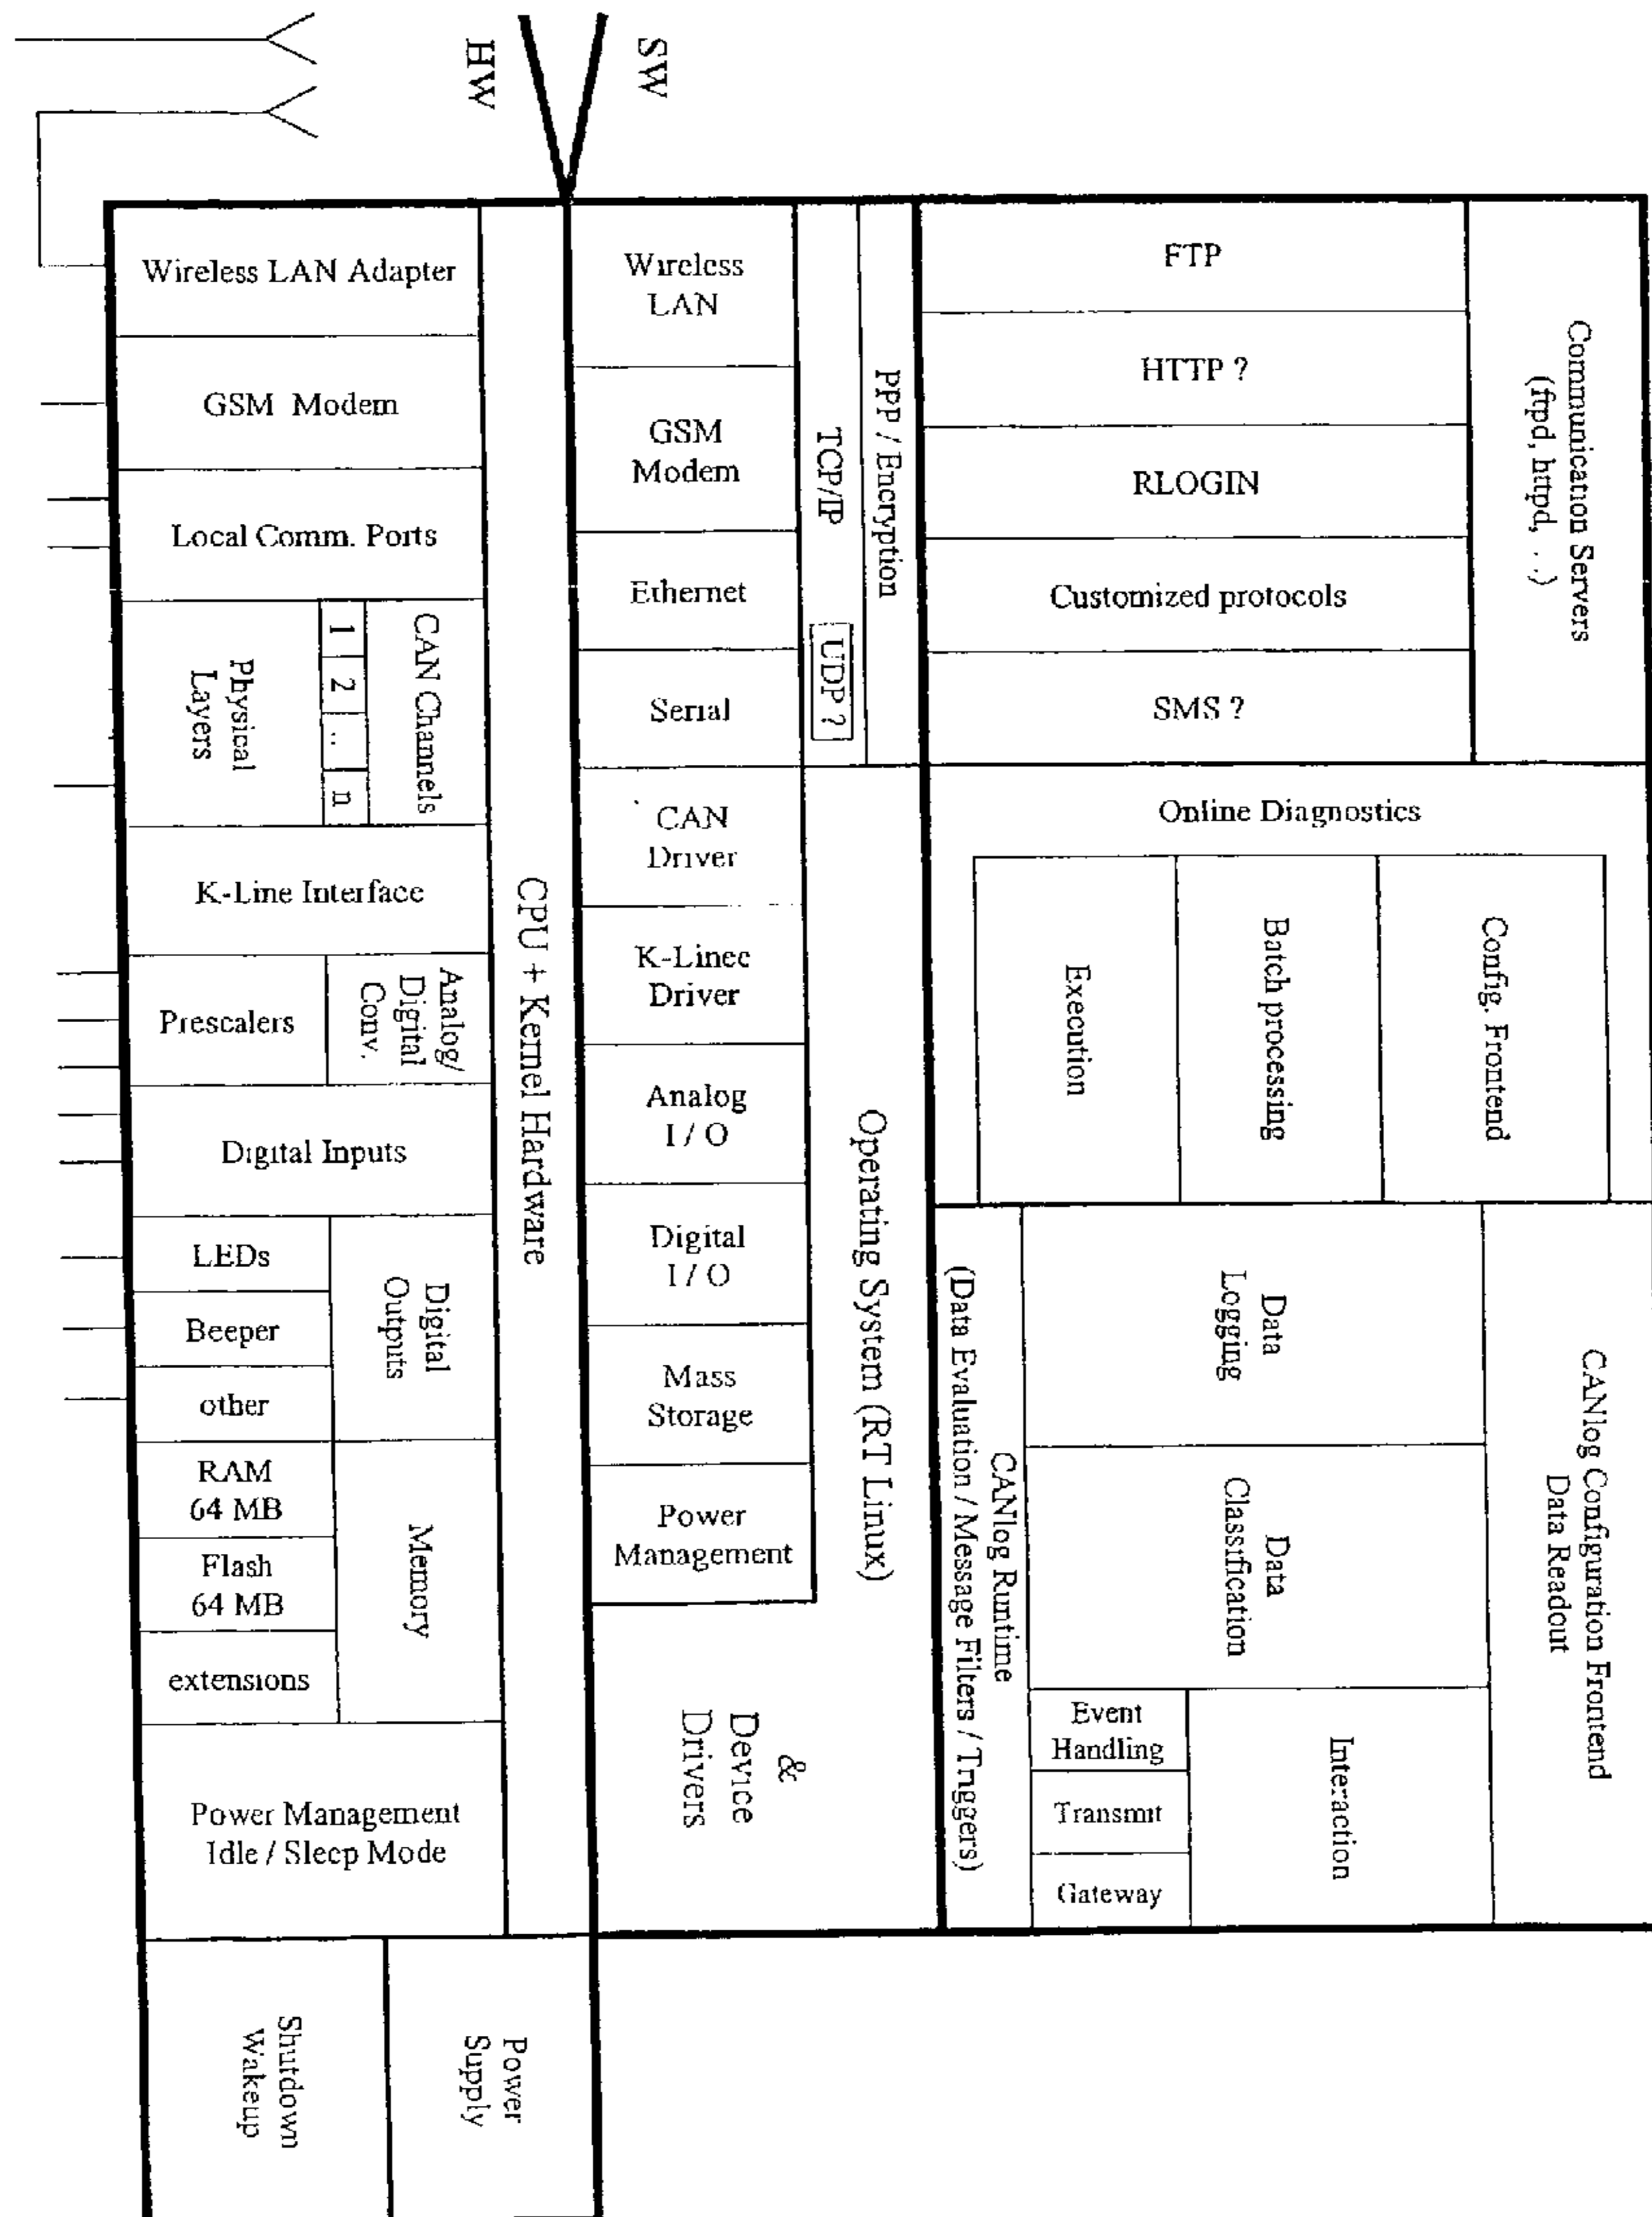 HW
SW
Wireless LAN Adapter
GSM Modem
Local Comm. Ports
CAN Channels
1
2
..
n
Physical
Layers
K-Line Interface
Analog/
Digital
Conv.
Prescalers
Digital Inputs
Digital
Outputs
LEDs
Beeper
other
Memory
RAM
64 MB
Flash
64 MB
extensions
Power Management
Idle / Sleep Mode
CPU + Kernel Hardware
Power
Supply
Shutdown
Wakeup
Wireless
LAN
GSM
Modem
Ethernet
Serial
CAN
Driver
K-Linee
Driver
Analog
I / O
Digital
I / O
Mass
Storage
Power
Management
PPP / Encryption
TCP/IP
UDP ?
Operating System (RT Linux)
&
Device
Drivers
Communication Servers
(ftpd, httpd, . . .)
FTP
HTTP ?
RLOGIN
Customized protocols
SMS ?
Online Diagnostics
Config. Frontend
Batch processing
Execution
CANlog Configuration Frontend
Data Readout
Data
Logging
Data
Classification
Interaction
Event
Handling
Transmit
Gateway
CANlog Runtime
(Data Evaluation / Message Filters / Triggers)